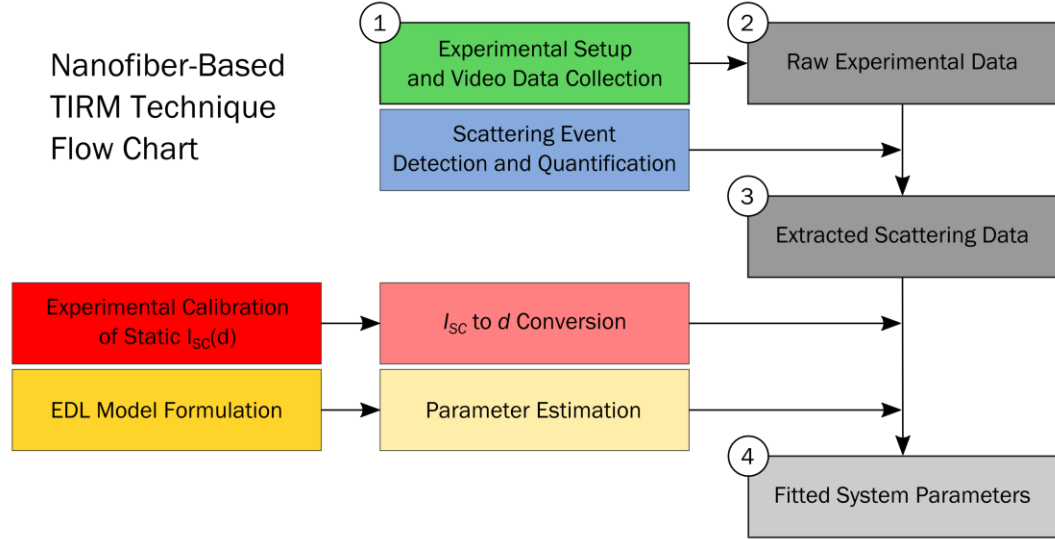 Nanofiber-Based
TIRM Technique
Flow Chart
1
Experimental Setup
and Video Data Collection
2
Raw Experimental Data
Scattering Event
Detection and Quantification
3
Extracted Scattering Data
Experimental Calibration
of Static I_SC(d)
I_SC to d Conversion
EDL Model Formulation
Parameter Estimation
4
Fitted System Parameters